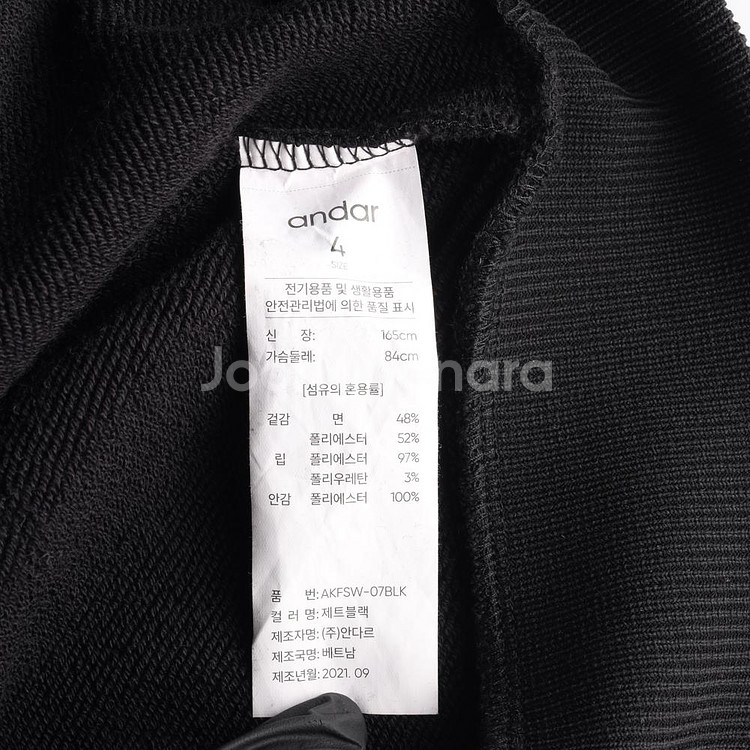 andar
4
SIZE
전기용품 및 생활용품
안전관리법에 의한 품질 표시
신 장: 165cm
가슴둘레: 84cm
[섬유의 혼용률]
겉감 면 48%
폴리에스터 52%
립 폴리에스터 97%
폴리우레탄 3%
안감 폴리에스터 100%
품 번: AKFSW-07BLK
컬 러 명: 제트블랙
제조자명: (주)안다르
제조국명: 베트남
제조년월: 2021. 09